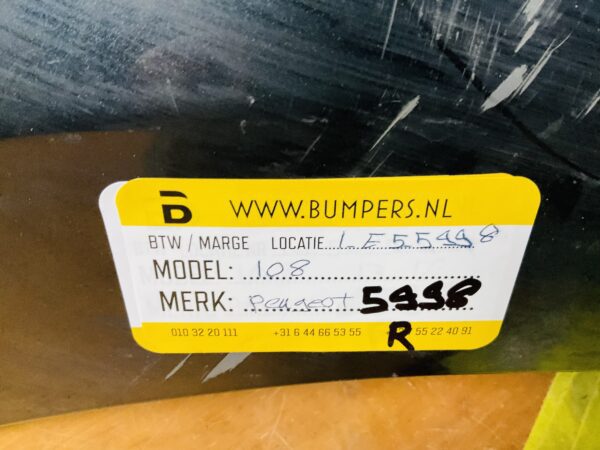 WWW.BUMPERS.NL
BTW / MARGE LOCATIE 1.E55998
MODEL: 108
MERK: Peugeot 5998
010 32 20 111 +31 6 44 66 53 55 R 55 22 40 91